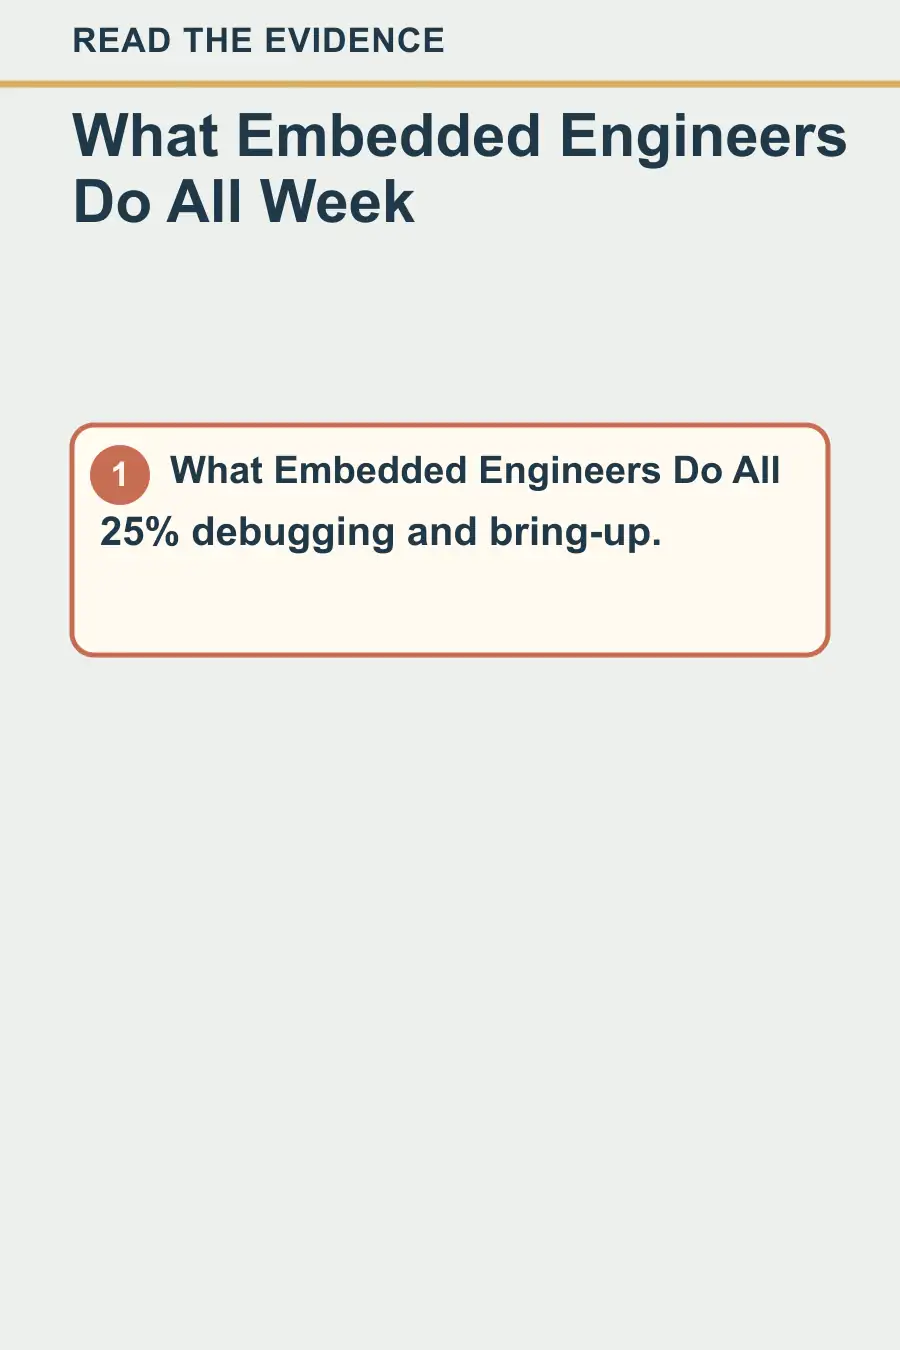 READ THE EVIDENCE
What Embedded Engineers
Do All Week
1 What Embedded Engineers Do All
25% debugging and bring-up.